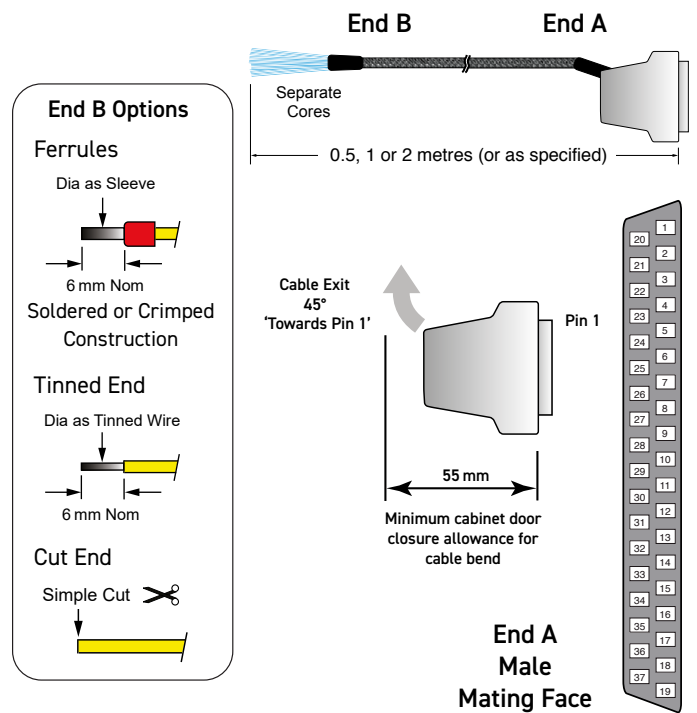 End B
End A
Separate
Cores
0.5, 1 or 2 metres (or as specified)
End B Options
Ferrules
Dia as Sleeve
6 mm Nom
Soldered or Crimped
Construction
Tinned End
Dia as Tinned Wire
6 mm Nom
Cut End
Simple Cut
Cable Exit
45°
'Towards Pin 1'
Pin 1
55 mm
Minimum cabinet door
closure allowance for
cable bend
1
20
2
21
3
22
4
23
5
24
6
25
7
26
8
27
9
28
10
29
11
30
12
31
13
32
14
33
15
34
16
35
17
36
18
37
19
End A
Male
Mating Face